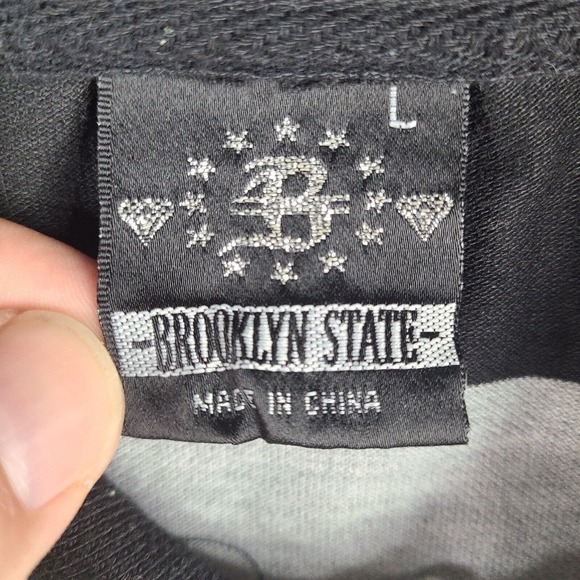 L
B
-BROOKLYN STATE-
MADE IN CHINA